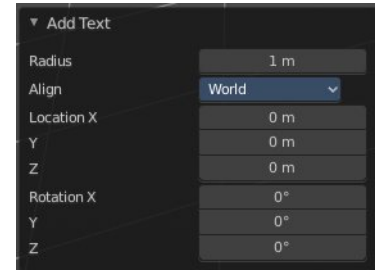 Add Text
Radius 1 m
Align World
Location X 0 m
Y 0 m
Z 0 m
Rotation X 0°
Y 0°
Z 0°